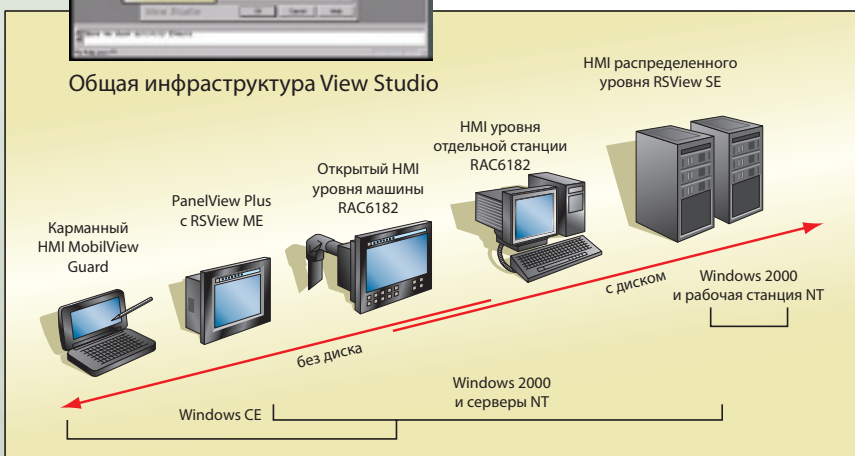 View Studio
Общая инфраструктура View Studio
HMI распределенного
уровня RSView SE
HMI уровня
отдельной станции
RAC6182
Открытый HMI
уровня машины
RAC6182
PanelView Plus
с RSView ME
Карманный
HMI MobilView
Guard
с диском
Windows 2000
и рабочая станция NT
без диска
Windows 2000
и серверы NT
Windows CE